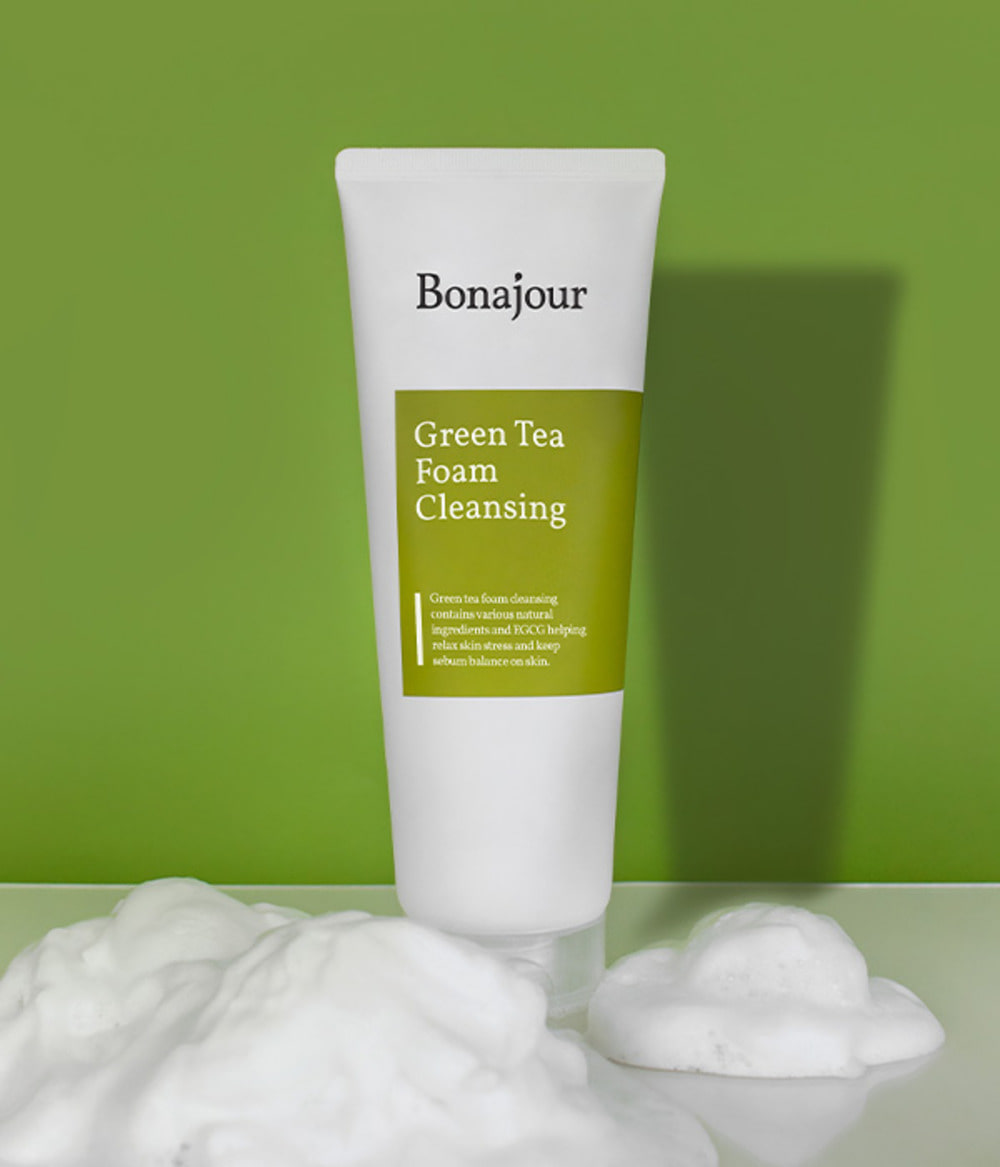 Bonajour
Green Tea
Foam
Cleansing
Green tea foam cleansing
contains various natural
ingredients and EGCG helping
relax skin stress and keep
sebum balance on skin.